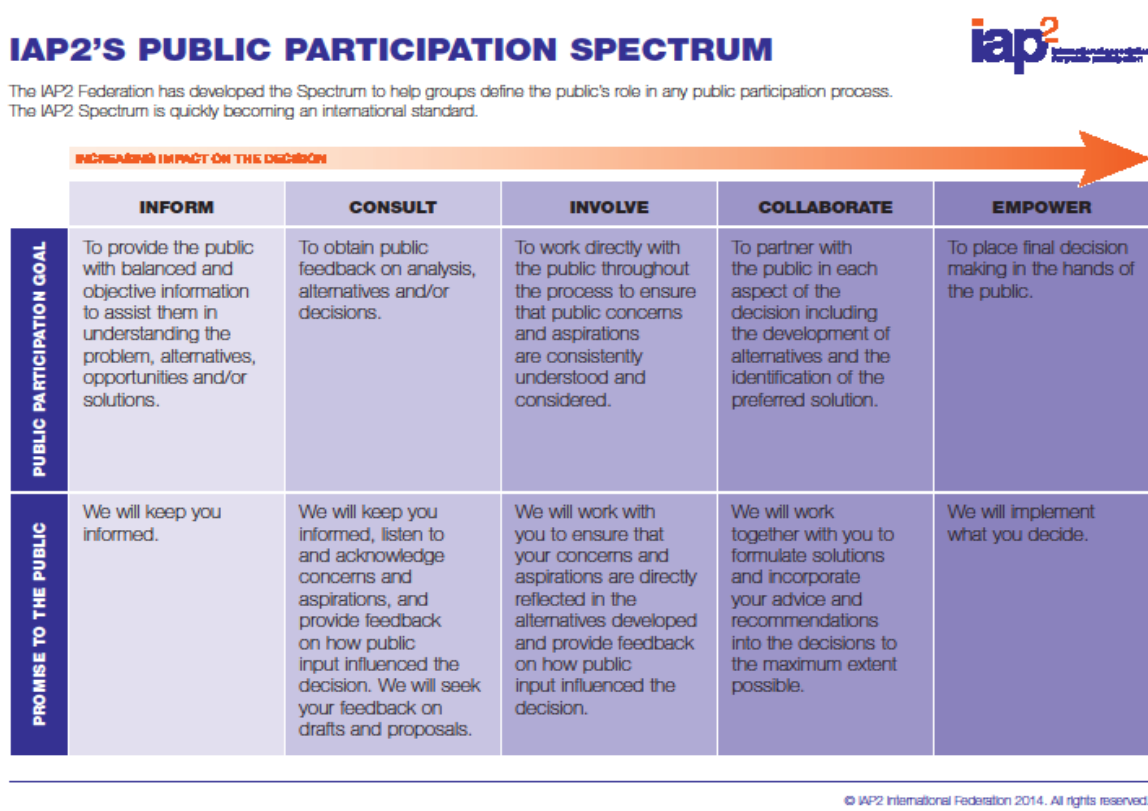 IAP2'S PUBLIC PARTICIPATION SPECTRUM
iap2 international association
for public participation
The IAP2 Federation has developed the Spectrum to help groups define the public's role in any public participation process.
The IAP2 Spectrum is quickly becoming an international standard.
INCREASING IMPACT ON THE DECISION
INFORM
CONSULT
INVOLVE
COLLABORATE
EMPOWER
PUBLIC PARTICIPATION GOAL
To provide the public
with balanced and
objective information
to assist them in
understanding the
problem, alternatives,
opportunities and/or
solutions.
To obtain public
feedback on analysis,
alternatives and/or
decisions.
To work directly with
the public throughout
the process to ensure
that public concerns
and aspirations
are consistently
understood and
considered.
To partner with
the public in each
aspect of the
decision including
the development of
alternatives and the
identification of the
preferred solution.
To place final decision
making in the hands of
the public.
PROMISE TO THE PUBLIC
We will keep you
informed.
We will keep you
informed, listen to
and acknowledge
concerns and
aspirations, and
provide feedback
on how public
input influenced the
decision. We will seek
your feedback on
drafts and proposals.
We will work with
you to ensure that
your concerns and
aspirations are directly
reflected in the
alternatives developed
and provide feedback
on how public
input influenced the
decision.
We will work
together with you to
formulate solutions
and incorporate
your advice and
recommendations
into the decisions to
the maximum extent
possible.
We will implement
what you decide.
© IAP2 International Federation 2014. All rights reserved.